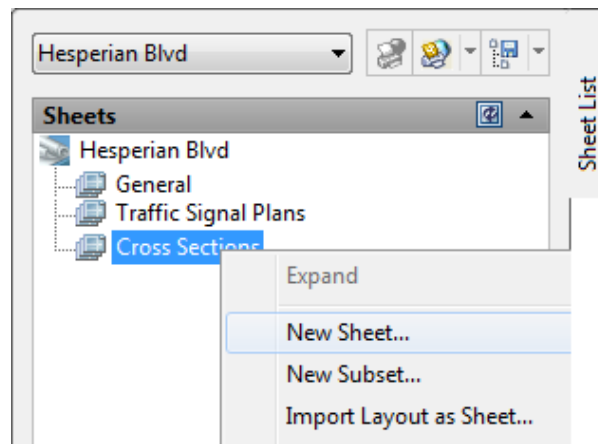 Hesperian Blvd
Sheet List
Sheets
Hesperian Blvd
General
Traffic Signal Plans
Cross Sections
Expand
New Sheet...
New Subset...
Import Layout as Sheet...